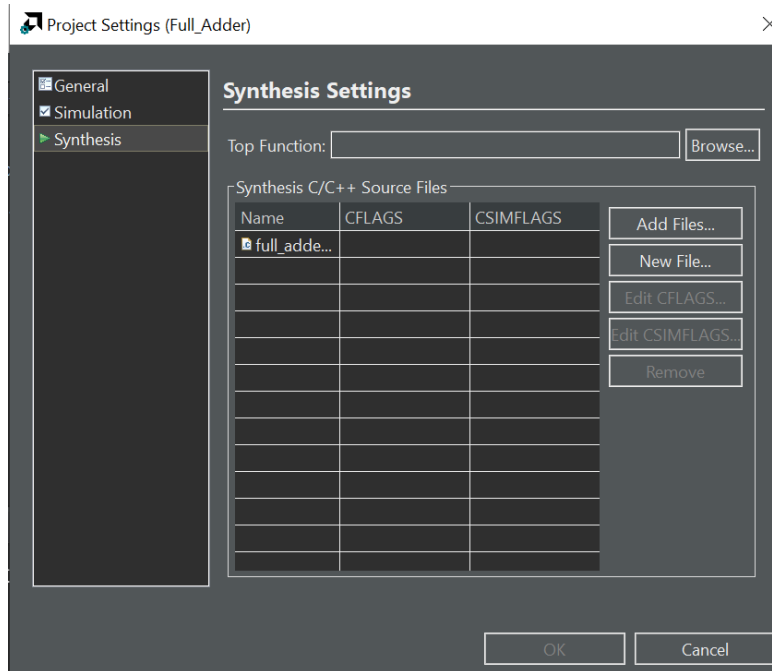 Project Settings (Full_Adder)
General
Simulation
Synthesis
Synthesis Settings
Top Function:
Browse...
Synthesis C/C++ Source Files
Name CFLAGS CSIMFLAGS
full_adde...
Add Files...
New File...
Edit CFLAGS...
Edit CSIMFLAGS...
Remove
OK
Cancel